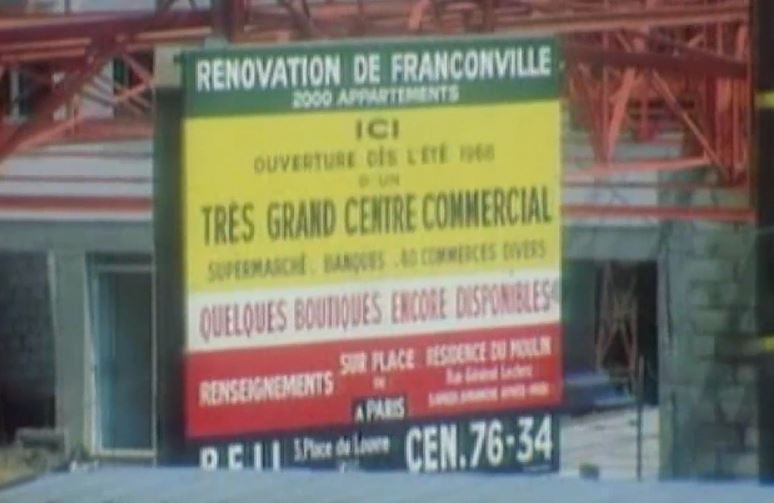 RENOVATION DE FRANCONVILLE
2000 APPARTEMENTS
ICI
OUVERTURE DÈS L'ÉTÉ 1968
D'UN
TRÈS GRAND CENTRE COMMERCIAL
SUPERMARCHÉ. BANQUES. 80 COMMERCES DIVERS
QUELQUES BOUTIQUES ENCORE DISPONIBLES
RENSEIGNEMENTS
SUR PLACE
RÉSIDENCE DU MOULIN
Rue Général Leclerc
A PARIS
3,Place du Louvre
CEN.76-34